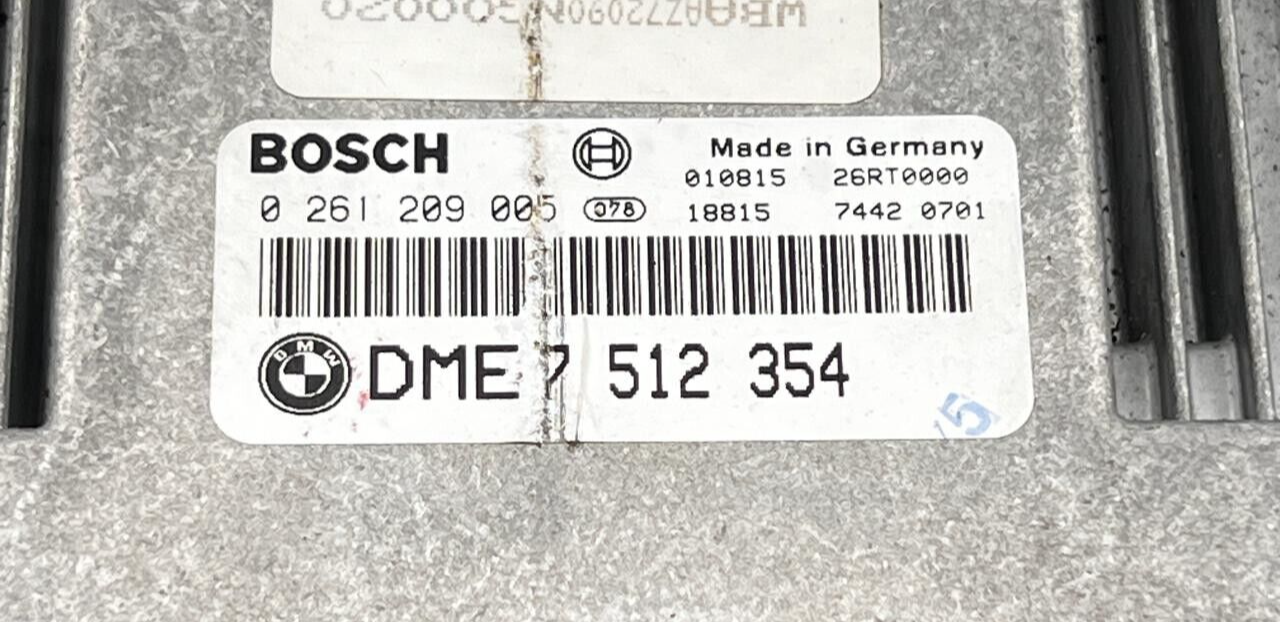 BOSCH
Made in Germany
010815 26RT0000
0 261 209 005 078 18815 7442 0701
BMW DME 7 512 354
15